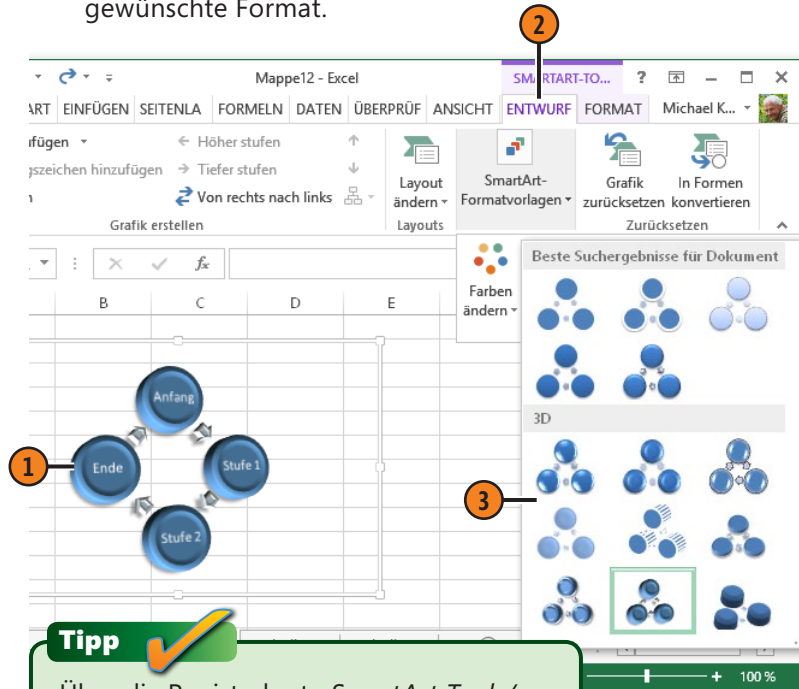 gewünschte Format.
2
Mappe12 - Excel
SMARTART-TO... ?
ART EINFÜGEN SEITENLA FORMELN DATEN ÜBERPRÜF ANSICHT ENTWURF FORMAT Michael K...
ufügen
gszeichen hinzufügen
n
Höher stufen
Tiefer stufen
Von rechts nach links
Grafik erstellen
Layout
ändern
Layouts
SmartArt-
Formatvorlagen
Grafik
zurücksetzen
In Formen
konvertieren
Zurücksetzen
fx
Farben
ändern
Beste Suchergebnisse für Dokument
3D
B C D E
Anfang
Ende
Stufe 1
Stufe 2
1
3
Tipp
100 %